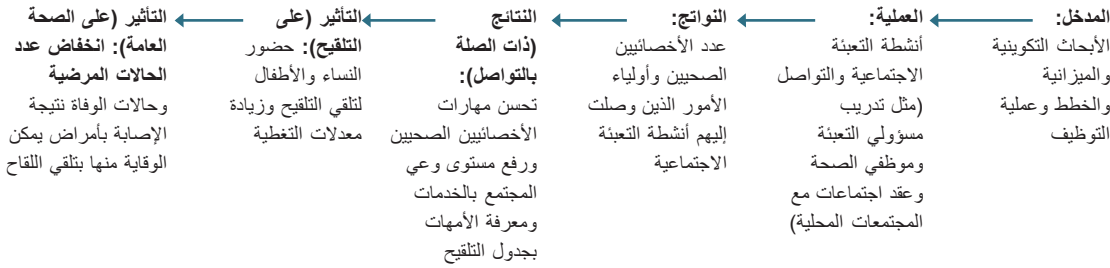 المدخل:
الأبحاث التكوينية
والميزانية
والخطط وعملية
التوظيف
العملية:
أنشطة التعبئة
الاجتماعية والتواصل
(مثل تدريب
مسؤولي التعبئة
وموظفي الصحة
وعقد اجتماعات مع
المجتمعات المحلية)
النواتج:
عدد الأخصائيين
الصحيين وأولياء
الأمور الذين وصلت
إليهم أنشطة التعبئة
الاجتماعية
النتائج
(ذات الصلة
بالتواصل):
تحسن مهارات
الأخصائيين الصحيين
ورفع مستوى وعي
المجتمع بالخدمات
ومعرفة الأمهات
بجدول التلقيح
التأثير (على
التلقيح): حضور
النساء والأطفال
لتلقي التلقيح وزيادة
معدلات التغطية
التأثير (على الصحة
العامة): انخفاض عدد
الحالات المرضية
وحالات الوفاة نتيجة
الإصابة بأمراض يمكن
الوقاية منها بتلقي اللقاح